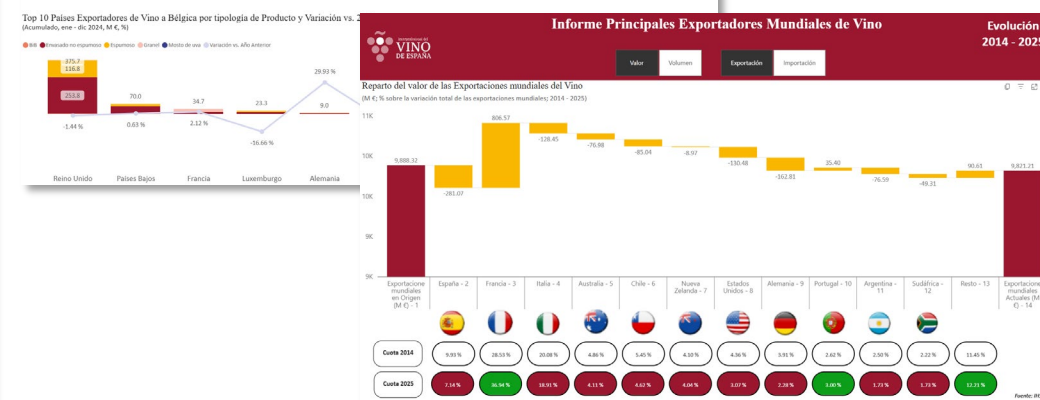 Top 10 Países Exportadores de Vino a Bélgica por tipología de Producto y Variación vs. 2
(Acumulado, ene - dic 2024, M €, %)
BiB Envasado no espumoso Espumoso Granel Mosto de uva Variación vs. Año Anterior
375.7
116.8
253.8
70.0
34.7
23.3
9.0
29.93 %
-1.44 %
0.63 %
2.12 %
-16.66 %
Reino Unido Países Bajos Francia Luxemburgo Alemania
VINO
DE ESPAÑA
Informe Principales Exportadores Mundiales de Vino
Evolución
2014 - 2025
Valor Volumen Exportación Importación
Reparto del valor de las Exportaciones mundiales del Vino
(M €; % sobre la variación total de las exportaciones mundiales; 2014 - 2025)
11K
10K
10K
9K
9K
9,888.32
-281.07
806.57
-128.45
-76.98
-85.04
-8.97
-130.48
-162.81
35.40
-76.59
-49.31
90.61
9,821.21
Exportacione mundiales en Origen (M €) - 1
España - 2
Francia - 3
Italia - 4
Australia - 5
Chile - 6
Nueva Zelanda - 7
Estados Unidos - 8
Alemania - 9
Portugal - 10
Argentina - 11
Sudáfrica - 12
Resto - 13
Exportacione mundiales Actuales (M €) - 14
Cuota 2014 9.93 % 28.53 % 20.08 % 4.86 % 5.45 % 4.10 % 4.36 % 3.91 % 2.62 % 2.50 % 2.22 % 11.45 %
Cuota 2025 7.14 % 36.94 % 18.91 % 4.11 % 4.62 % 4.04 % 3.07 % 2.28 % 3.00 % 1.73 % 1.73 % 12.21 %
Fuente: